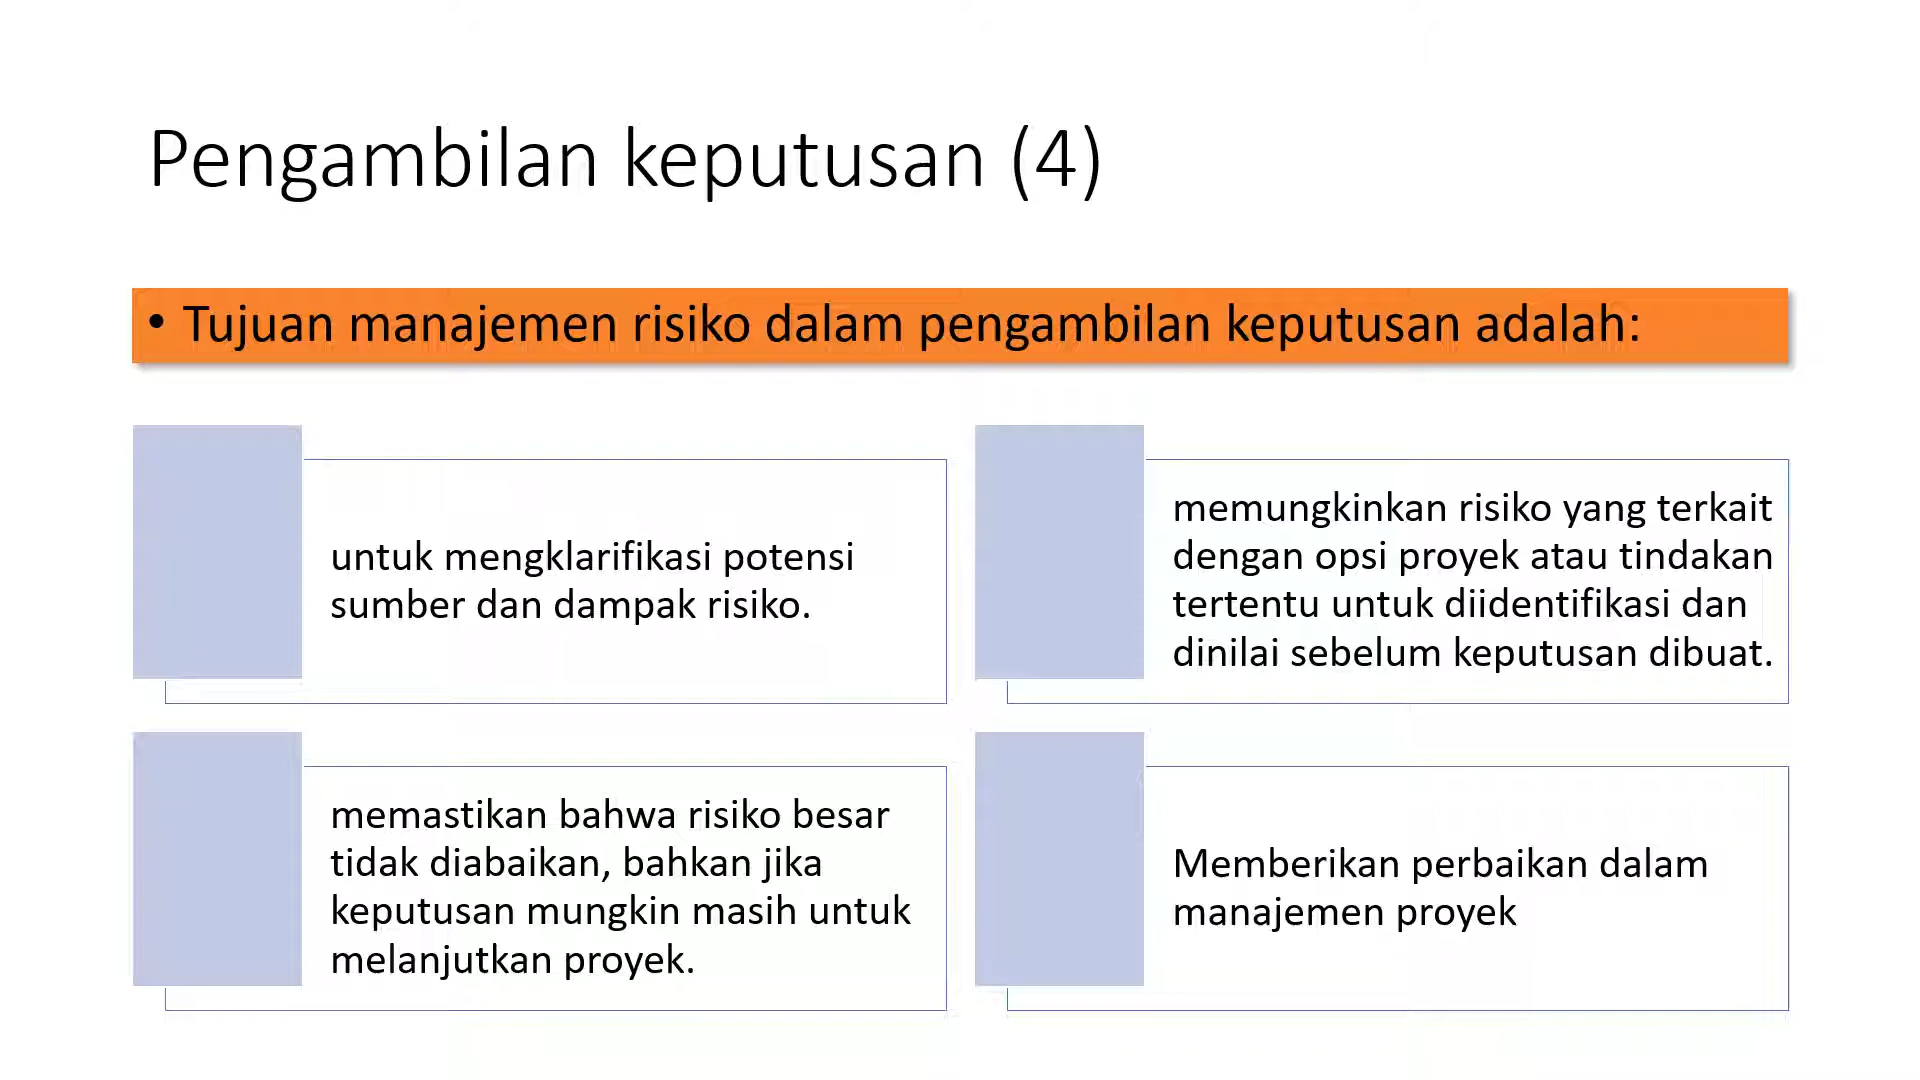 Pengambilan keputusan (4)
• Tujuan manajemen risiko dalam pengambilan keputusan adalah:
untuk mengklarifikasi potensi
sumber dan dampak risiko.
memungkinkan risiko yang terkait
dengan opsi proyek atau tindakan
tertentu untuk diidentifikasi dan
dinilai sebelum keputusan dibuat.
memastikan bahwa risiko besar
tidak diabaikan, bahkan jika
keputusan mungkin masih untuk
melanjutkan proyek.
Memberikan perbaikan dalam
manajemen proyek